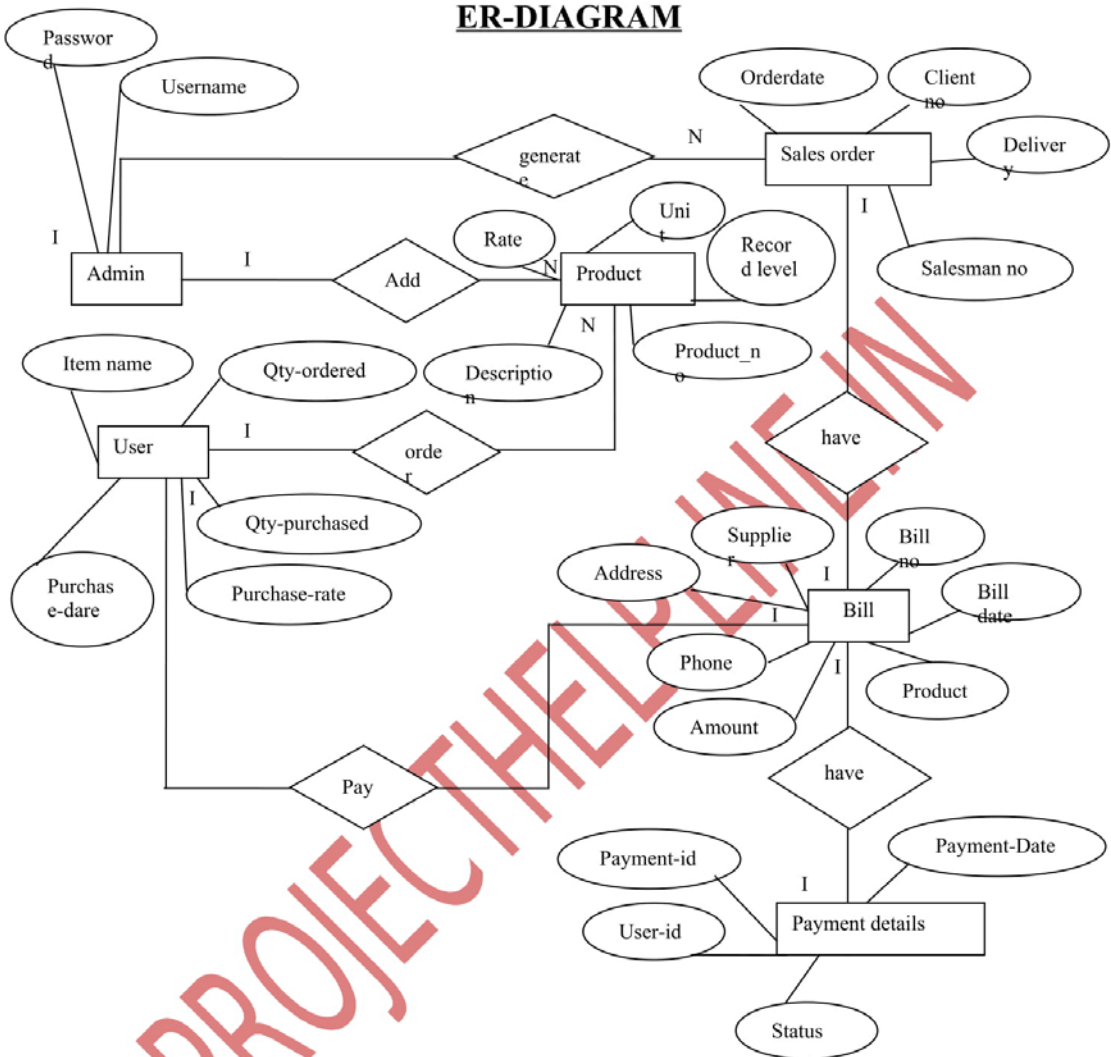 ER-DIAGRAM
Passwor
d
Username
Orderdate
Client
no
generat
e
N
Sales order
Deliver
y
I
Uni
t
I
Rate
Recor
d level
I
Admin
Add
N
Product
Salesman no
N
Item name
Qty-ordered
Product_n
o
Descriptio
n
User
I
orde
r
have
I
Qty-purchased
Supplie
r
Bill
no
Address
I
Purchas
e-dare
Purchase-rate
Bill
date
I
Bill
Phone
I
Product
Amount
Pay
have
Payment-id
Payment-Date
I
User-id
Payment details
Status
PROJECTHELPLINE.IN